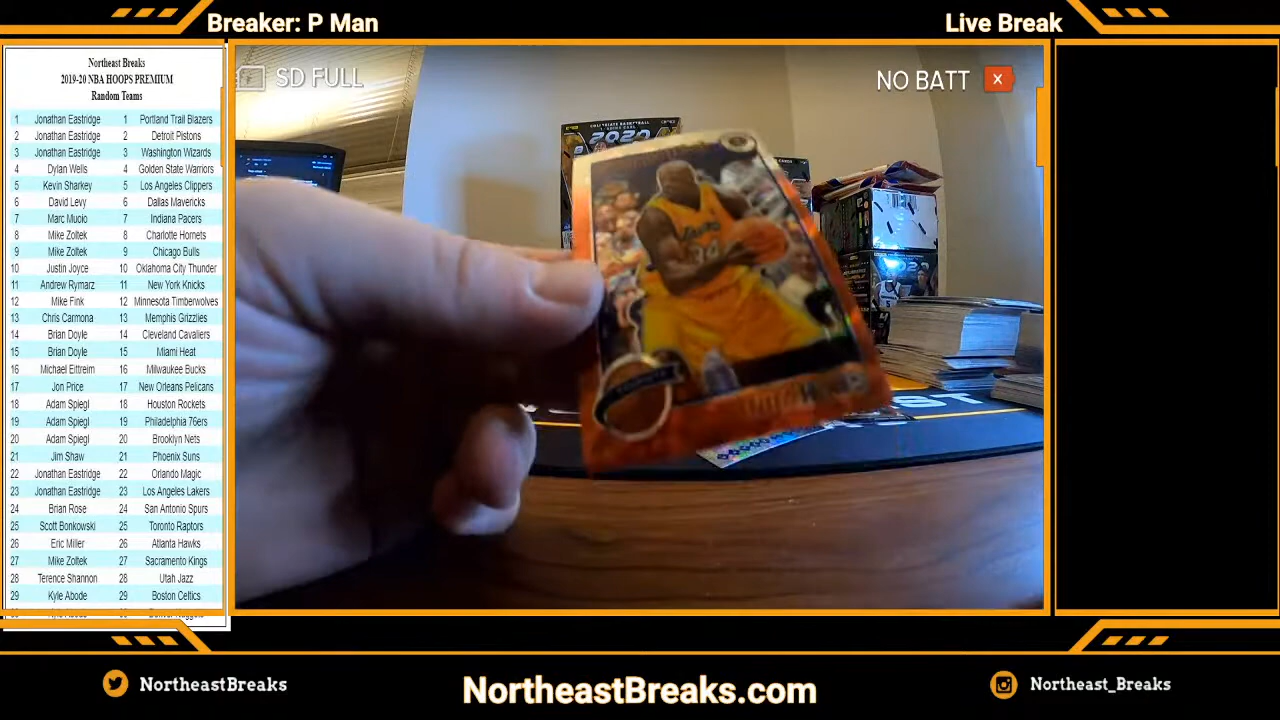 Breaker: P Man
Live Break
Northeast Breaks
2019-20 NBA HOOPS PREMIUM
Random Teams
1 Jonathan Eastridge 1 Portland Trail Blazers
2 Jonathan Eastridge 2 Detroit Pistons
3 Jonathan Eastridge 3 Washington Wizards
4 Dylan Wells 4 Golden State Warriors
5 Kevin Sharkey 5 Los Angeles Clippers
6 David Levy 6 Dallas Mavericks
7 Marc Muoio 7 Indiana Pacers
8 Mike Zoltek 8 Charlotte Hornets
9 Mike Zoltek 9 Chicago Bulls
10 Justin Joyce 10 Oklahoma City Thunder
11 Andrew Rymarz 11 New York Knicks
12 Mike Fink 12 Minnesota Timberwolves
13 Chris Carmona 13 Memphis Grizzlies
14 Brian Doyle 14 Cleveland Cavaliers
15 Brian Doyle 15 Miami Heat
16 Michael Eittreim 16 Milwaukee Bucks
17 Jon Price 17 New Orleans Pelicans
18 Adam Spiegl 18 Houston Rockets
19 Adam Spiegl 19 Philadelphia 76ers
20 Adam Spiegl 20 Brooklyn Nets
21 Jim Shaw 21 Phoenix Suns
22 Jonathan Eastridge 22 Orlando Magic
23 Jonathan Eastridge 23 Los Angeles Lakers
24 Brian Rose 24 San Antonio Spurs
25 Scott Bonkowski 25 Toronto Raptors
26 Eric Miller 26 Atlanta Hawks
27 Mike Zoltek 27 Sacramento Kings
28 Terence Shannon 28 Utah Jazz
29 Kyle Abode 29 Boston Celtics
SD FULL
NO BATT
2020
34
NortheastBreaks
NortheastBreaks.com
Northeast_Breaks